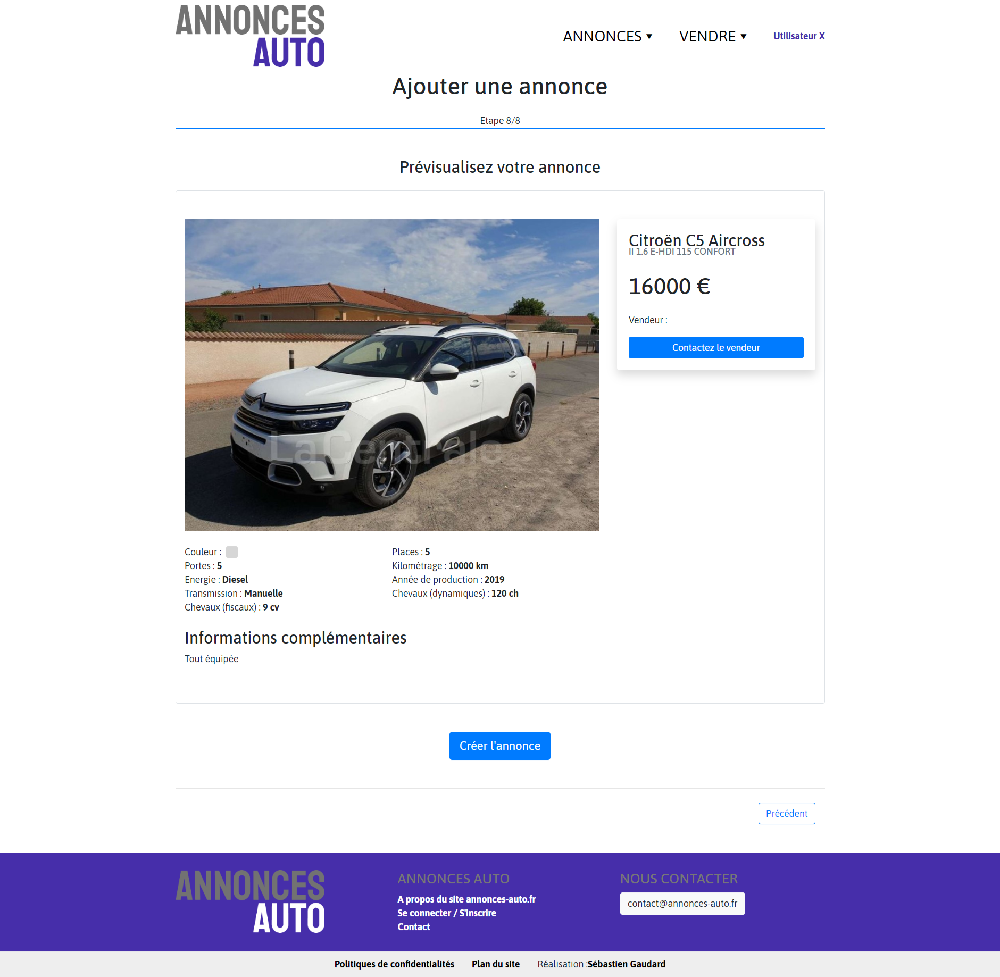 ANNONCES
AUTO
ANNONCES ▼
VENDRE ▼
Utilisateur X
Ajouter une annonce
Etape 8/8
Prévisualisez votre annonce
LaCentrale ©
Citroën C5 Aircross
II 1.6 E-HDI 115 CONFORT
16000 €
Vendeur :
Contactez le vendeur
Couleur :
Portes : 5
Energie : Diesel
Transmission : Manuelle
Chevaux (fiscaux) : 9 cv
Places : 5
Kilométrage : 10000 km
Année de production : 2019
Chevaux (dynamiques) : 120 ch
Informations complémentaires
Tout équipée
Créer l'annonce
Précédent
ANNONCES
AUTO
ANNONCES AUTO
A propos du site annonces-auto.fr
Se connecter / S'inscrire
Contact
NOUS CONTACTER
contact@annonces-auto.fr
Politiques de confidentialités
Plan du site
Réalisation :Sébastien Gaudard